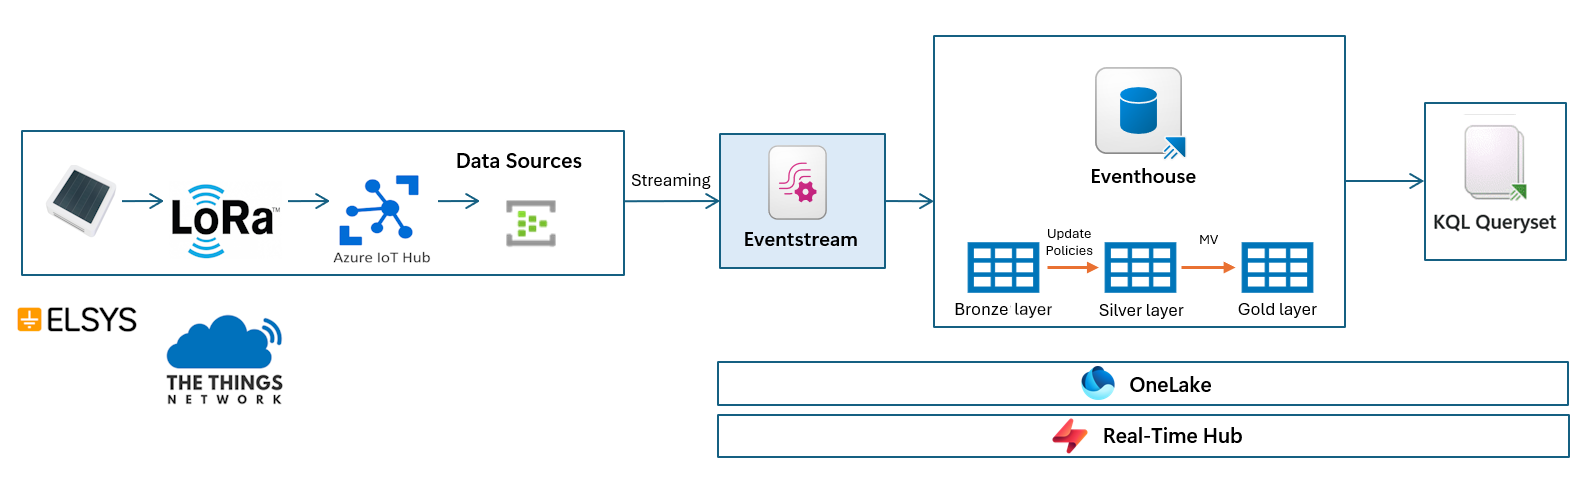 Data Sources
LoRa™
Azure IoT Hub
ELSYS
THE THINGS
NETWORK
Streaming
Eventstream
Eventhouse
Update
Policies
MV
Bronze layer
Silver layer
Gold layer
KQL Queryset
OneLake
Real-Time Hub